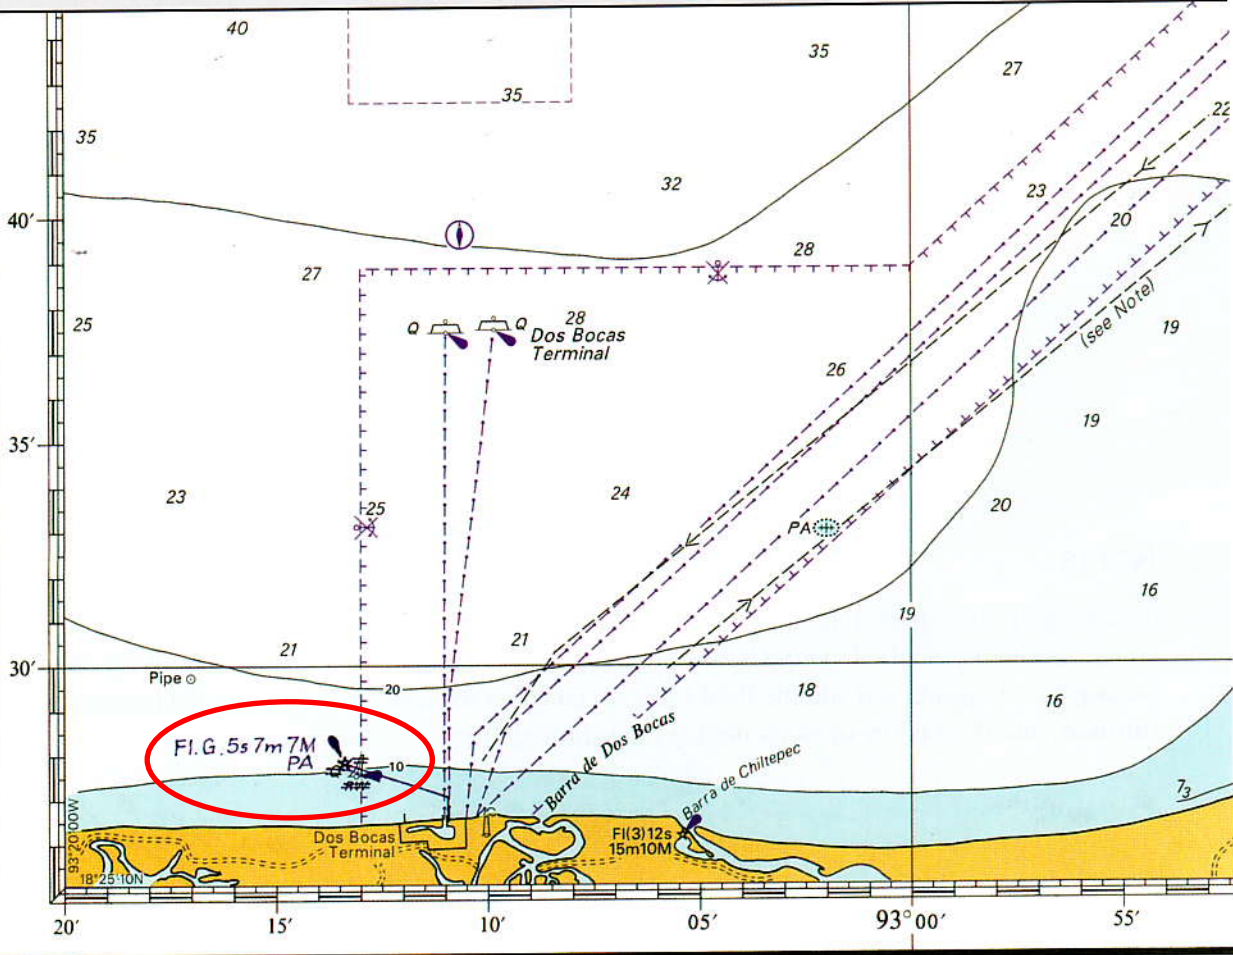 40
35
27
35
22
35
32
23
20
40′
28
27
25
Q
Q
28
Dos Bocas
Terminal
(see Note)
19
26
35′
19
23
25
24
20
PA
16
19
21
21
30′
Pipe
20
18
16
Fl.G.5s 7m 7M
PA
10
Barra de Dos Bocas
Barra de Chiltepec
7₃
93°20′00W
Dos Bocas
Terminal
Fl(3)12s
15m10M
18°25′10N
20′
15′
10′
05′
93°00′
55′